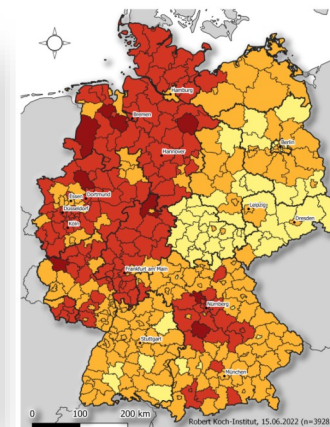 Hamburg
Bremen
Berlin
Hannover
Essen
Dortmund
Düsseldorf
Leipzig
Köln
Dresden
Frankfurt am Main
Nürnberg
Stuttgart
München
0 100 200 km
Robert Koch-Institut, 15.06.2022 (n=3928